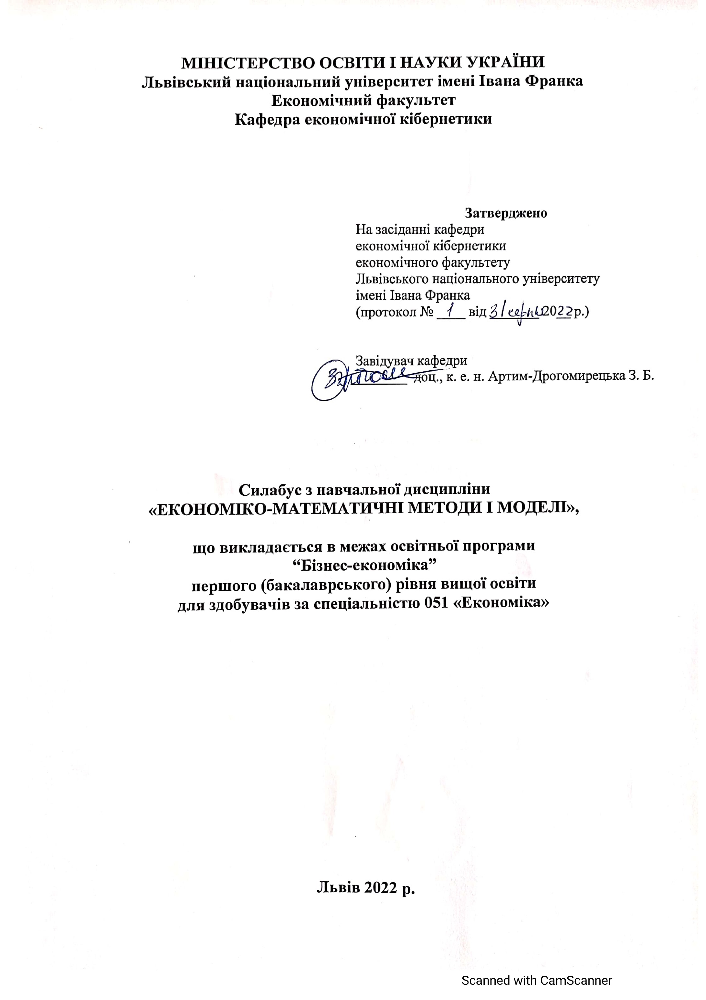 МІНІСТЕРСТВО ОСВІТИ І НАУКИ УКРАЇНИ
Львівський національний університет імені Івана Франка
Економічний факультет
Кафедра економічної кібернетики
Затверджено
На засіданні кафедри
економічної кібернетики
економічного факультету
Львівського національного університету
імені Івана Франка
(протокол № 1 від 31 серпня 2022 р.)
Завідувач кафедри
доц., к. е. н. Артим-Дрогомирецька З. Б.
Силабус з навчальної дисципліни
«ЕКОНОМІКО-МАТЕМАТИЧНІ МЕТОДИ І МОДЕЛІ»,
що викладається в межах освітньої програми
“Бізнес-економіка”
першого (бакалаврського) рівня вищої освіти
для здобувачів за спеціальністю 051 «Економіка»
Львів 2022 р.
Scanned with CamScanner